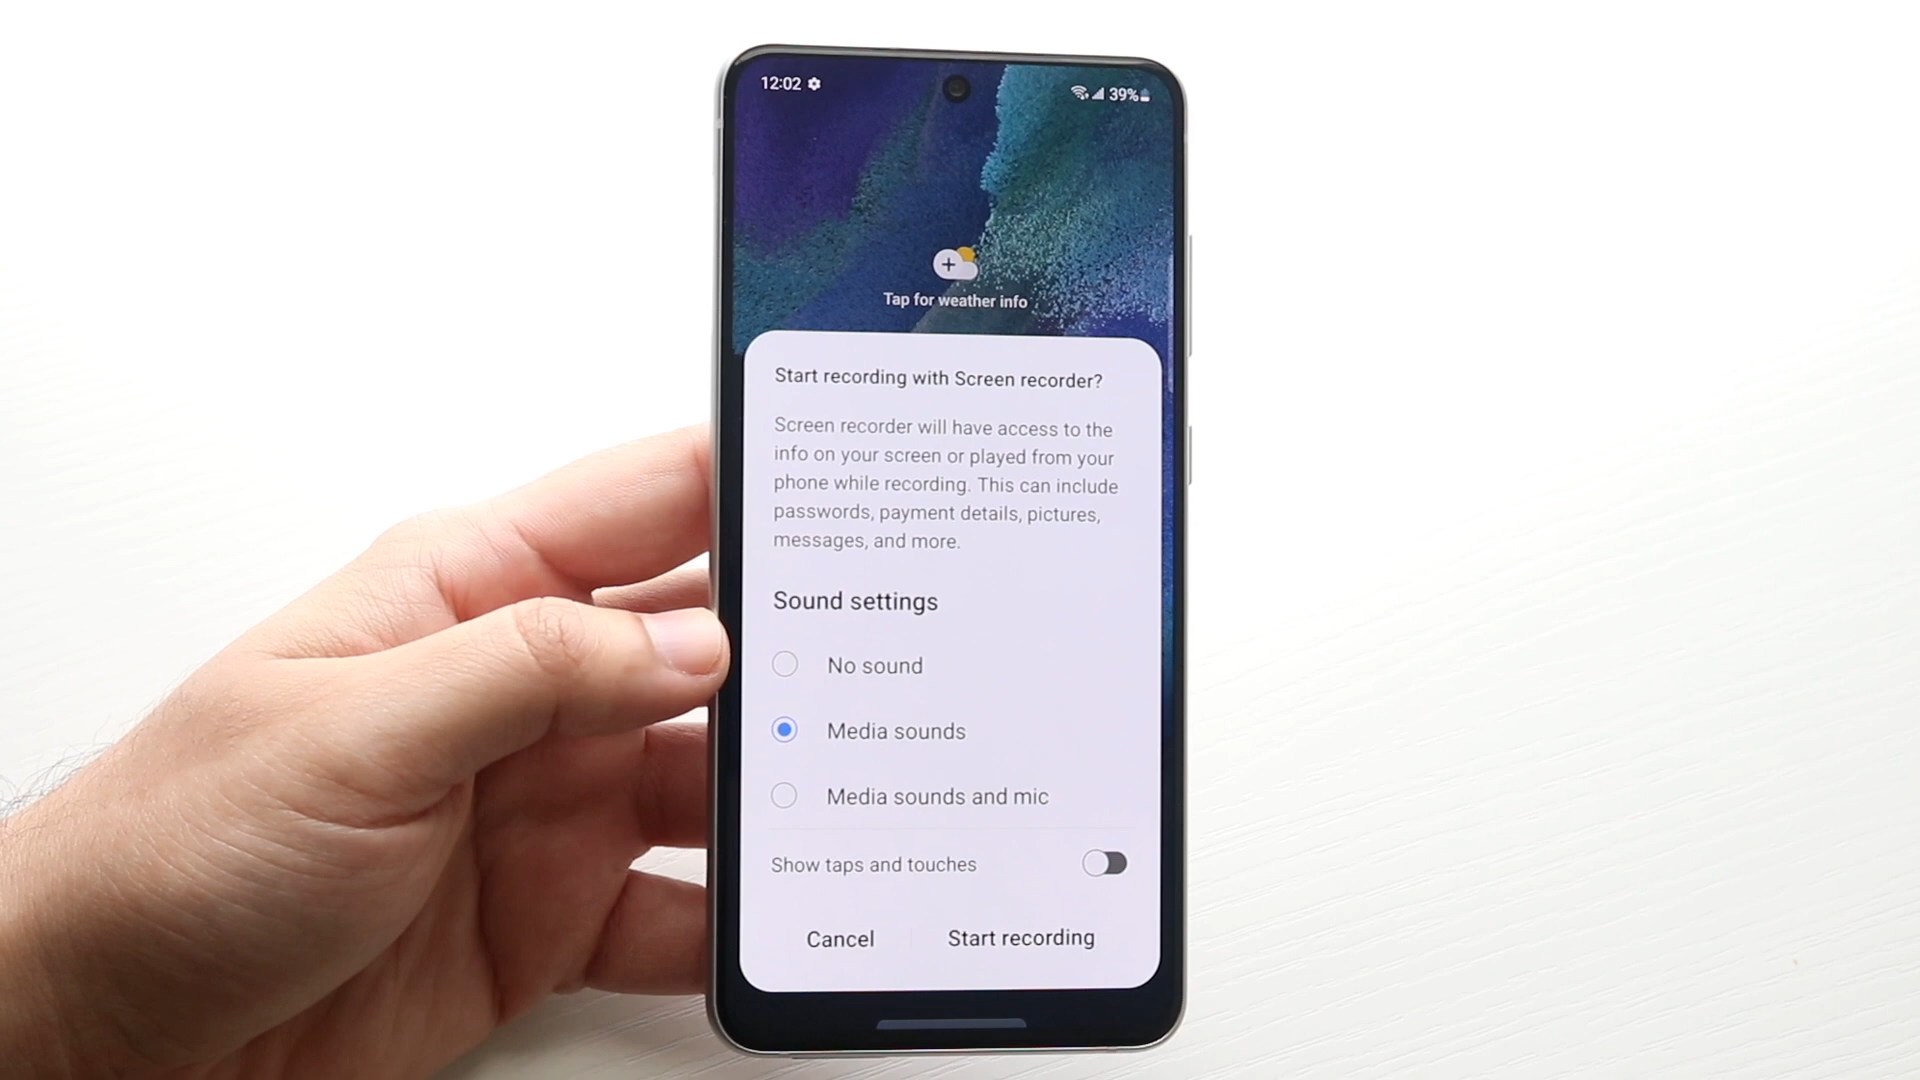 12:02
39%
Tap for weather info
Start recording with Screen recorder?
Screen recorder will have access to the
info on your screen or played from your
phone while recording. This can include
passwords, payment details, pictures,
messages, and more.
Sound settings
No sound
Media sounds
Media sounds and mic
Show taps and touches
Cancel
Start recording